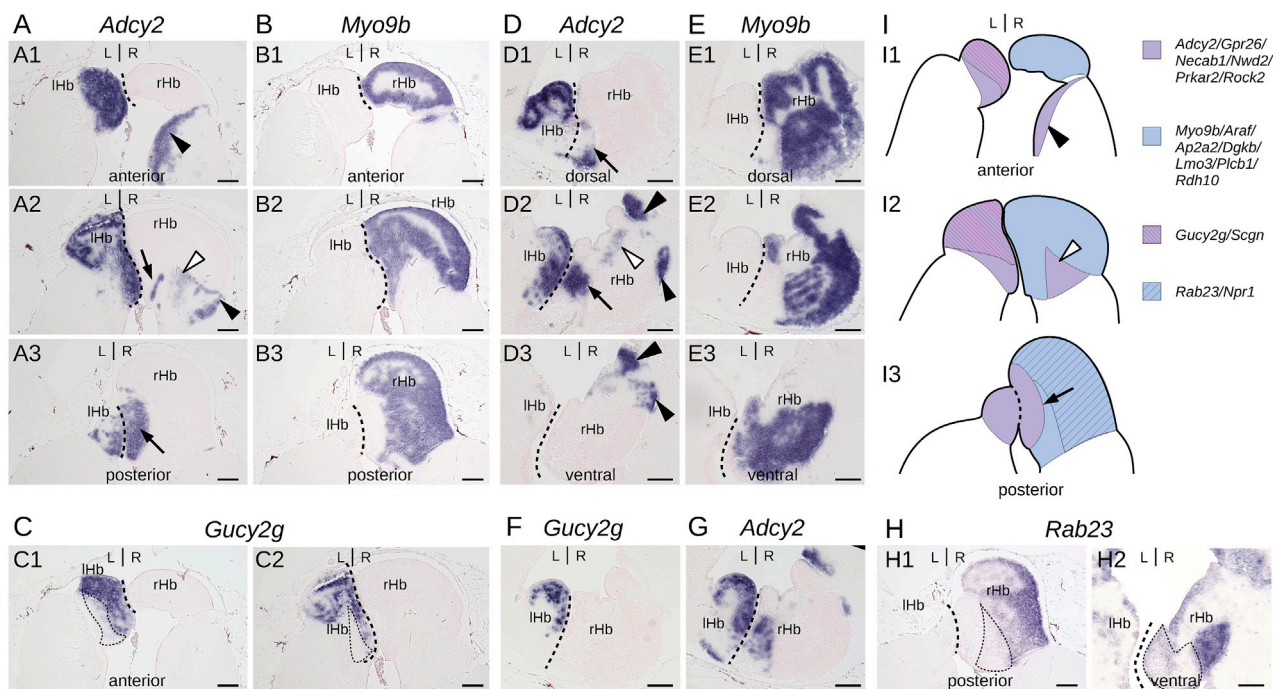 A Adcy2
B Myo9b
D Adcy2
E Myo9b
I L | R
A1 L | R
lHb rHb
anterior
B1 L | R
lHb rHb
anterior
D1 L | R
lHb rHb
dorsal
E1 L | R
lHb rHb
dorsal
I1
anterior
Adcy2/Gpr26/
Necab1/Nwd2/
Prkar2/Rock2
Myo9b/Araf/
Ap2a2/Dgkb/
Lmo3/Plcb1/
Rdh10
A2 L | R
lHb rHb
B2 L | R
lHb rHb
D2 L | R
lHb rHb
E2 L | R
lHb rHb
I2
Gucy2g/Scgn
Rab23/Npr1
A3 L | R
lHb rHb
posterior
B3 L | R
lHb rHb
posterior
D3 L | R
lHb rHb
ventral
E3 L | R
lHb rHb
ventral
I3
posterior
C Gucy2g
F Gucy2g
G Adcy2
H Rab23
C1 L | R
lHb rHb
anterior
C2 L | R
lHb rHb
L | R
lHb rHb
L | R
lHb rHb
H1 L | R
lHb rHb
posterior
H2 L | R
lHb rHb
ventral